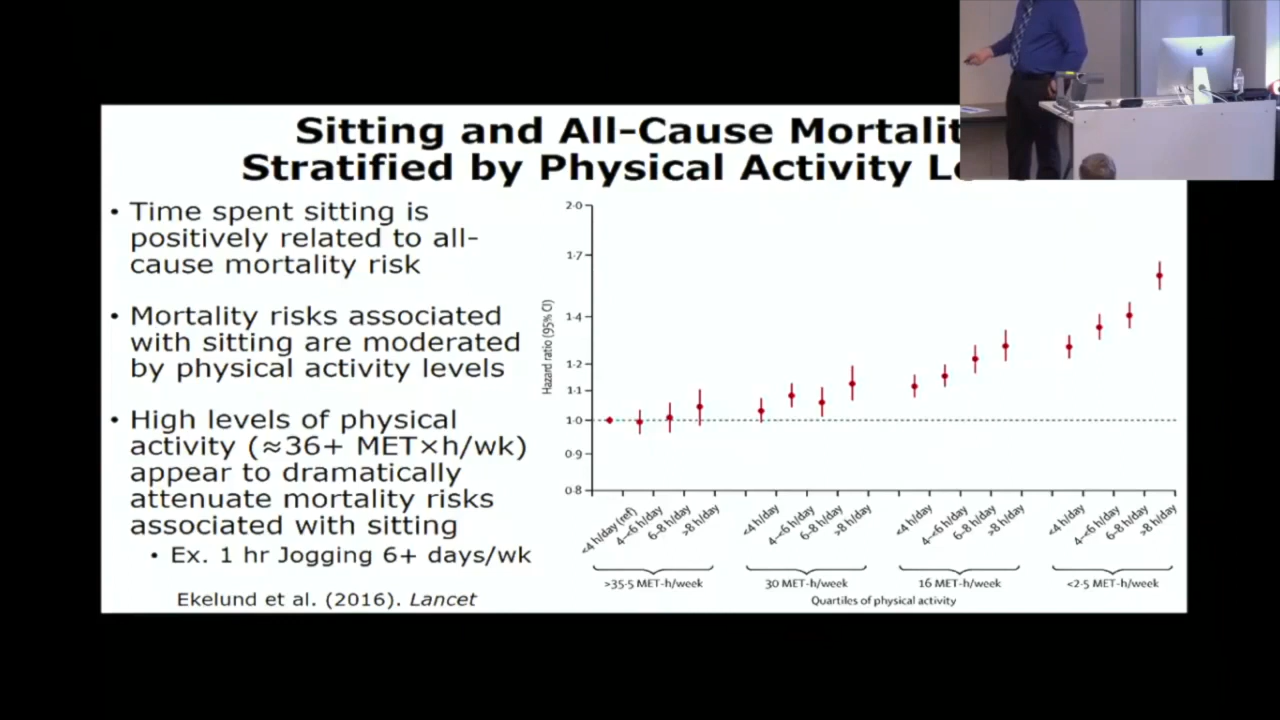 Sitting and All-Cause
Stratified by Physical Activity
• Time spent sitting is
positively related to all-
cause mortality risk
• Mortality risks associated
with sitting are moderated
by physical activity levels
• High levels of physical
activity (≈36+ MET×h/wk)
appear to dramatically
attenuate mortality risks
associated with sitting
• Ex. 1 hr Jogging 6+ days/wk
Ekelund et al. (2016). Lancet
Hazard ratio (95% CI)
2·0
1·7
1·4
1·2
1·1
1·0
0·9
0·8
<4 h/day (ref)
4–<6 h/day
6–8 h/day
>8 h/day
<4 h/day
4–<6 h/day
6–8 h/day
>8 h/day
<4 h/day
4–<6 h/day
6–8 h/day
>8 h/day
<4 h/day
4–<6 h/day
6–8 h/day
>8 h/day
>35·5 MET-h/week
30 MET-h/week
16 MET-h/week
<2·5 MET-h/week
Quartiles of physical activity